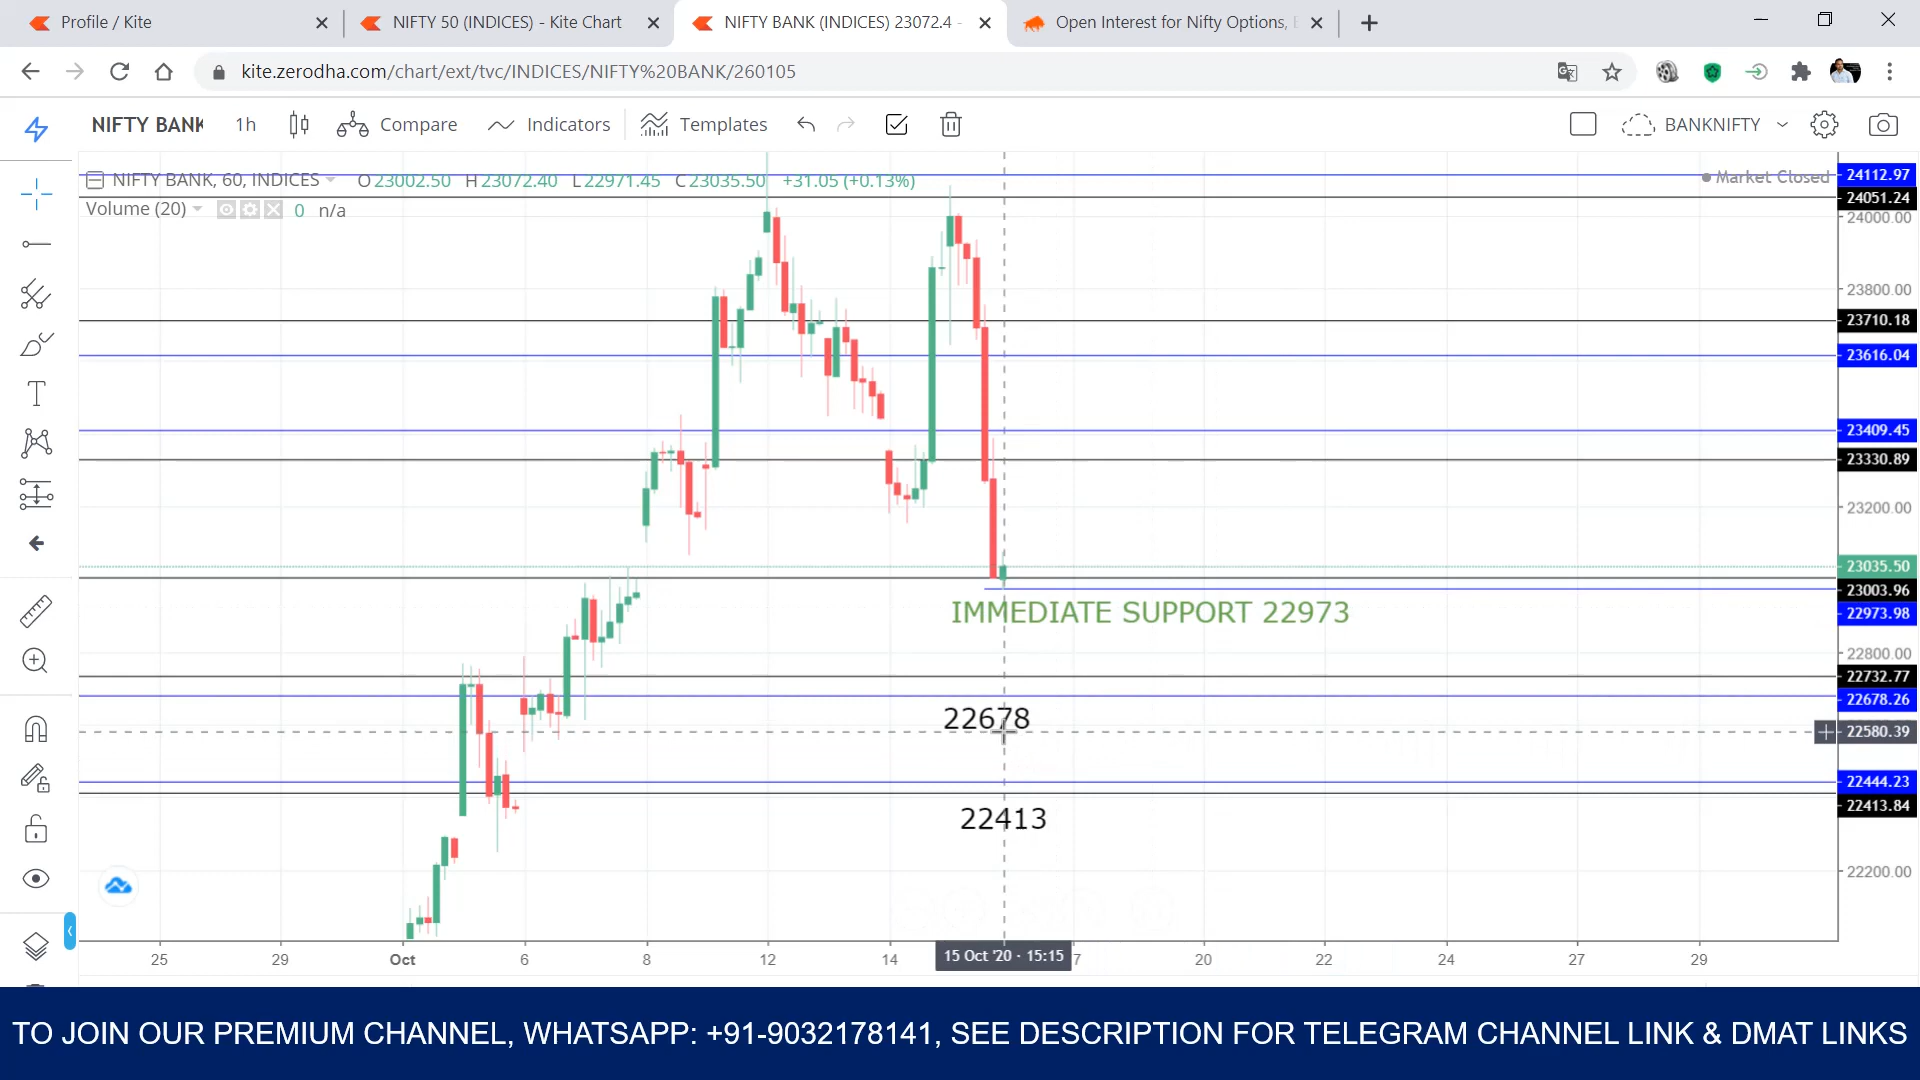 Profile / Kite
NIFTY 50 (INDICES) - Kite Chart
NIFTY BANK (INDICES) 23072.4 -
Open Interest for Nifty Options,
kite.zerodha.com/chart/ext/tvc/INDICES/NIFTY%20BANK/260105
NIFTY BANK
1h
Compare
Indicators
Templates
BANKNIFTY
NIFTY BANK, 60, INDICES O23002.50 H23072.40 L22971.45 C23035.50 +31.05 (+0.13%)
Market Closed
Volume (20) 0 n/a
24112.97
24051.24
24000.00
23800.00
23710.18
23616.04
23409.45
23330.89
23200.00
23035.50
23003.96
22973.98
IMMEDIATE SUPPORT 22973
22800.00
22732.77
22678.26
22678
22580.39
22444.23
22413.84
22413
22200.00
25 29 Oct 6 8 12 14 15 Oct '20 - 15:15 7 20 22 24 27 29
TO JOIN OUR PREMIUM CHANNEL, WHATSAPP: +91-9032178141, SEE DESCRIPTION FOR TELEGRAM CHANNEL LINK & DMAT LINKS